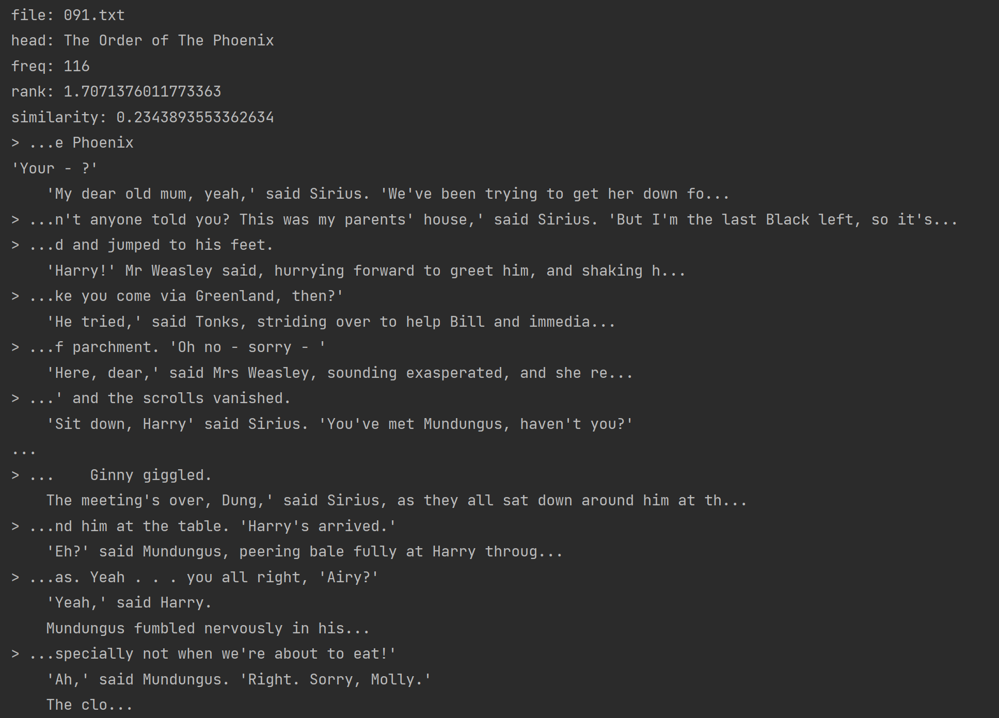 file: 091.txt
head: The Order of The Phoenix
freq: 116
rank: 1.7071376011773363
similarity: 0.2343893553362634
> ...e Phoenix
'Your - ?'
    'My dear old mum, yeah,' said Sirius. 'We've been trying to get her down fo...
> ...n't anyone told you? This was my parents' house,' said Sirius. 'But I'm the last Black left, so it's...
> ...d and jumped to his feet.
    'Harry!' Mr Weasley said, hurrying forward to greet him, and shaking h...
> ...ke you come via Greenland, then?'
    'He tried,' said Tonks, striding over to help Bill and immedia...
> ...f parchment. 'Oh no - sorry - '
    'Here, dear,' said Mrs Weasley, sounding exasperated, and she re...
> ...' and the scrolls vanished.
    'Sit down, Harry' said Sirius. 'You've met Mundungus, haven't you?'
...
> ...    Ginny giggled.
    The meeting's over, Dung,' said Sirius, as they all sat down around him at th...
> ...nd him at the table. 'Harry's arrived.'
    'Eh?' said Mundungus, peering bale fully at Harry throug...
> ...as. Yeah . . . you all right, 'Airy?'
    'Yeah,' said Harry.
    Mundungus fumbled nervously in his...
> ...specially not when we're about to eat!'
    'Ah,' said Mundungus. 'Right. Sorry, Molly.'
    The clo...